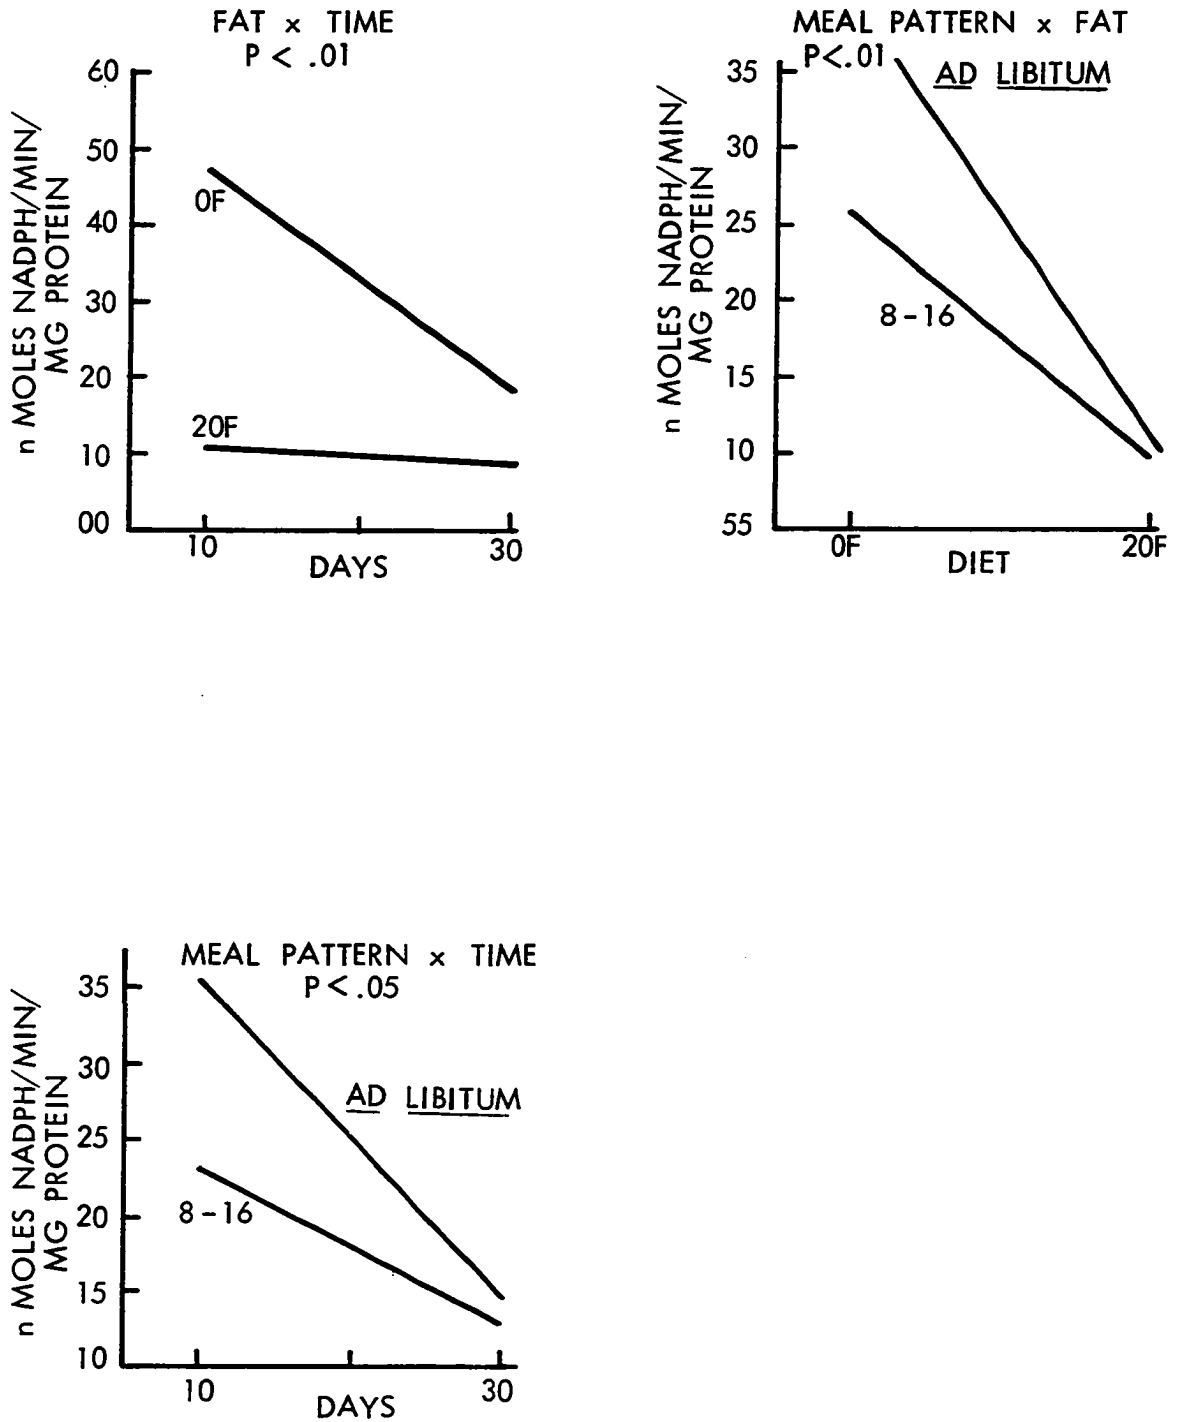 FAT x TIME
P < .01
n MOLES NADPH/MIN/
MG PROTEIN
60
50
40
30
20
10
00
0F
20F
10
30
DAYS
MEAL PATTERN x FAT
P<.01
AD LIBITUM
n MOLES NADPH/MIN/
MG PROTEIN
35
30
25
20
15
10
55
8-16
0F
20F
DIET
MEAL PATTERN x TIME
P<.05
n MOLES NADPH/MIN/
MG PROTEIN
35
30
25
20
15
10
AD LIBITUM
8-16
10
30
DAYS